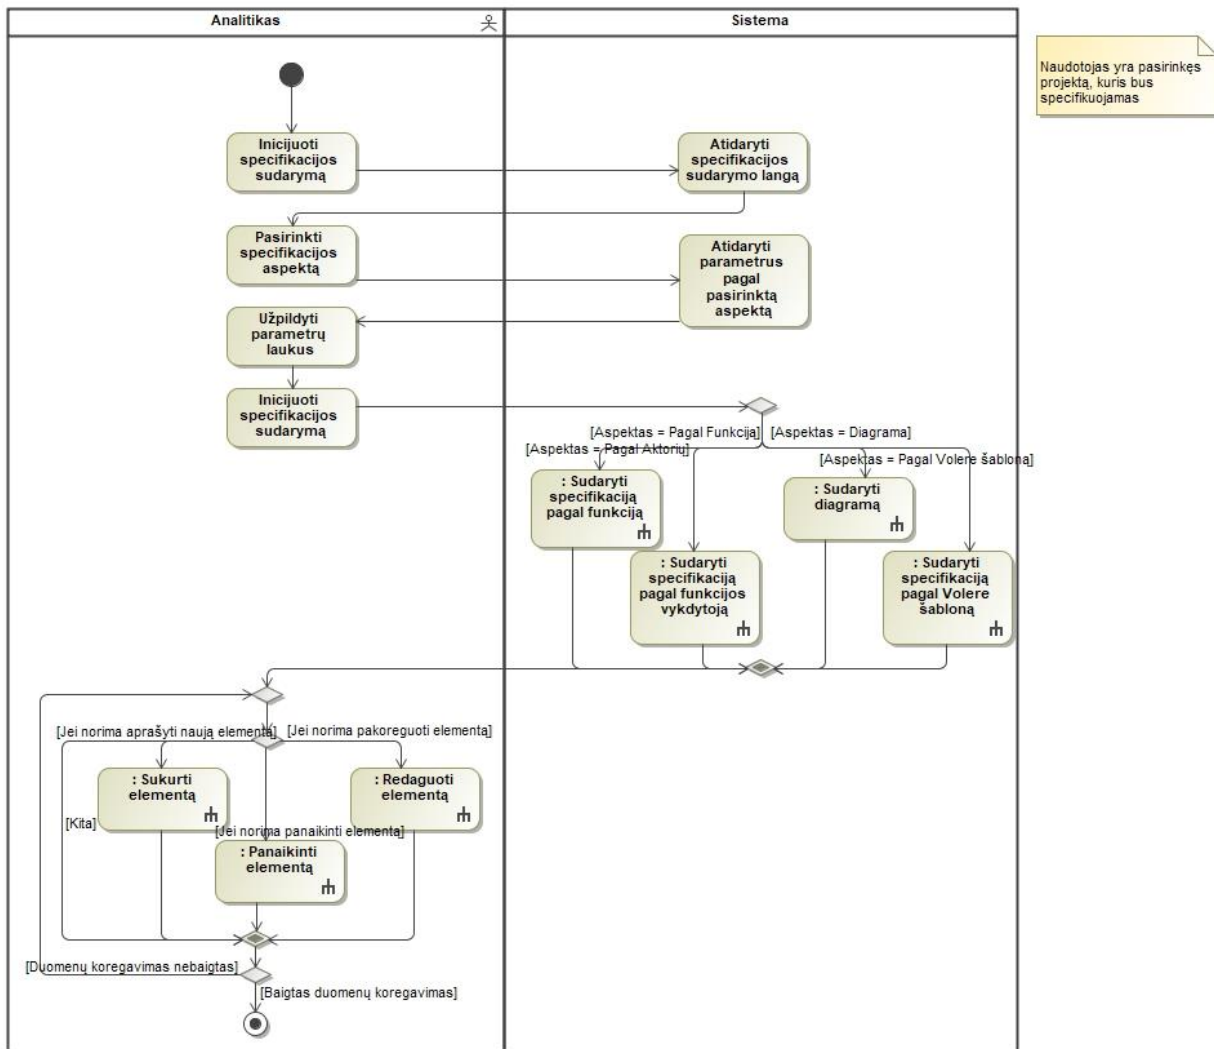 Analitikas
Sistema
Naudotojas yra pasirinkęs
projektą, kuris bus
specifikuojamas
Inicijuoti
specifikacijos
sudarymą
Atidaryti
specifikacijos
sudarymo langą
Pasirinkti
specifikacijos
aspektą
Atidaryti
parametrus
pagal
pasirinktą
aspektą
Užpildyti
parametrų
laukus
Inicijuoti
specifikacijos
sudarymą
[Aspektas = Pagal Funkciją]
[Aspektas = Diagrama]
[Aspektas = Pagal Aktorių]
[Aspektas = Pagal Volere šabloną]
: Sudaryti
specifikaciją
pagal funkciją
: Sudaryti
diagramą
: Sudaryti
specifikaciją
pagal funkcijos
vykdytoją
: Sudaryti
specifikaciją
pagal Volere
šabloną
[Jei norima aprašyti naują elementą]
[Jei norima pakoreguoti elementą]
: Sukurti
elementą
: Redaguoti
elementą
[Kita]
[Jei norima panaikinti elementą]
: Panaikinti
elementą
[Duomenų koregavimas nebaigtas]
[Baigtas duomenų koregavimas]